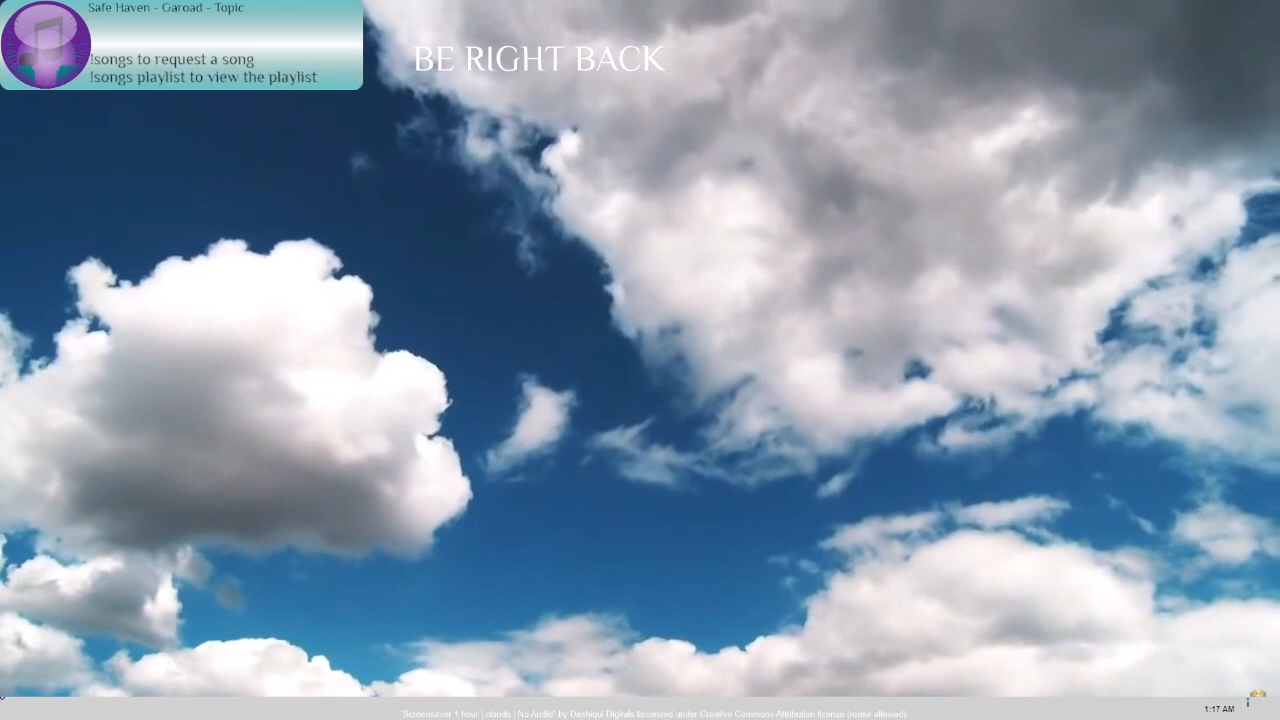 Safe Haven - Garoad - Topic
BE RIGHT BACK
!songs to request a song
!songs playlist to view the playlist
1:17 AM
"Screensaver 1 hour | clouds | No Audio" by Dashiqui Digitals liscensed under Creative Commons Attribution license (reuse allowed)